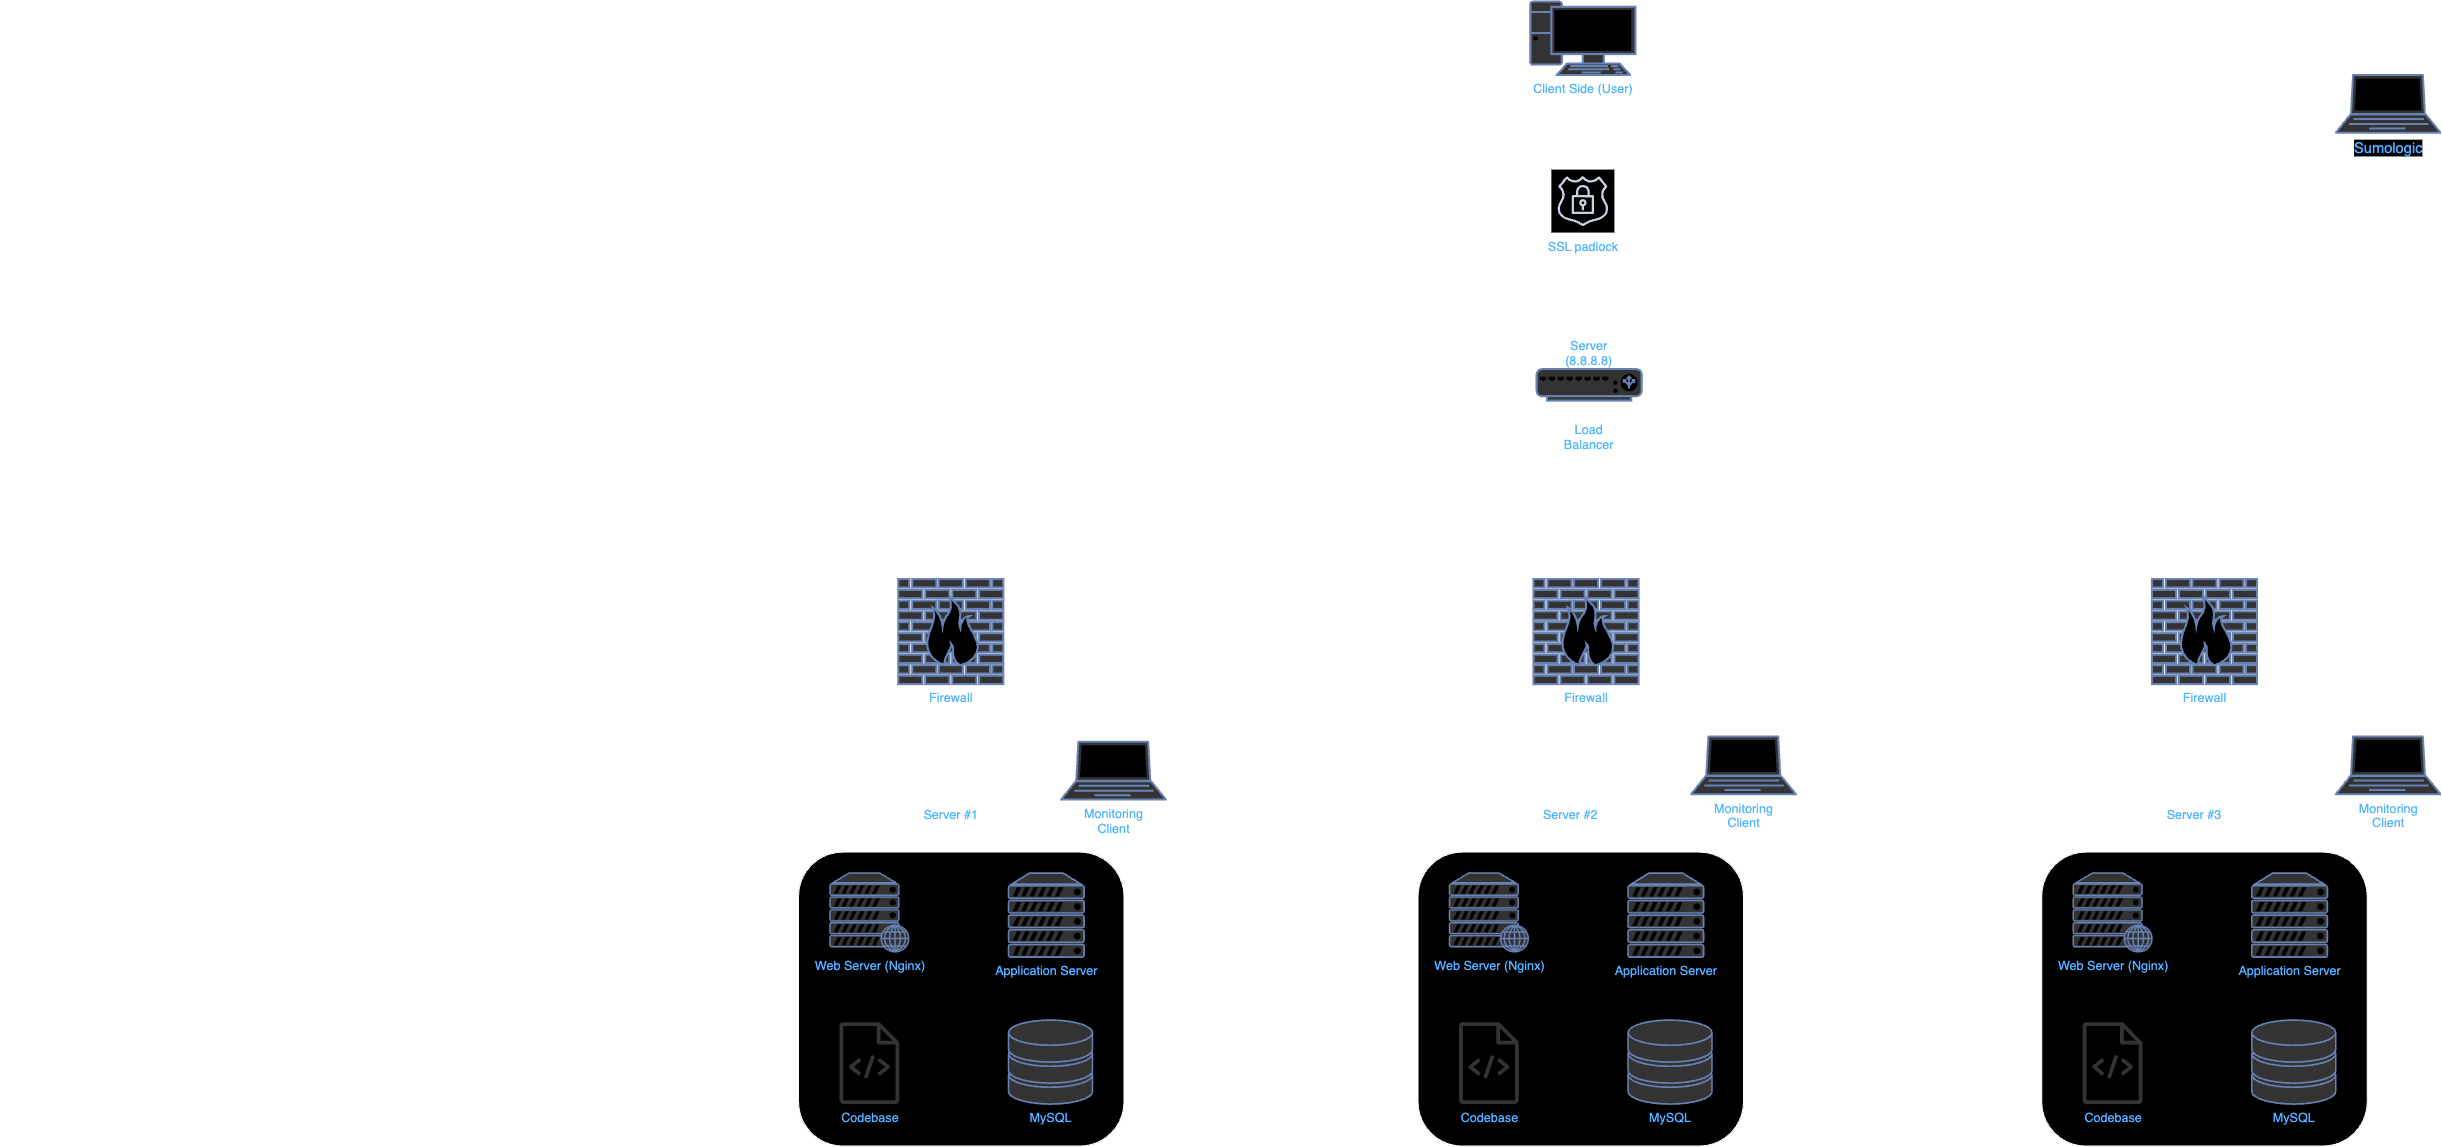 Client Side (User)
Sumologic
SSL padlock
Server
(8.8.8.8)
Load
Balancer
Firewall
Firewall
Firewall
Server #1
Monitoring
Client
Server #2
Monitoring
Client
Server #3
Monitoring
Client
Web Server (Nginx)
Application Server
Codebase
MySQL
Web Server (Nginx)
Application Server
Codebase
MySQL
Web Server (Nginx)
Application Server
Codebase
MySQL